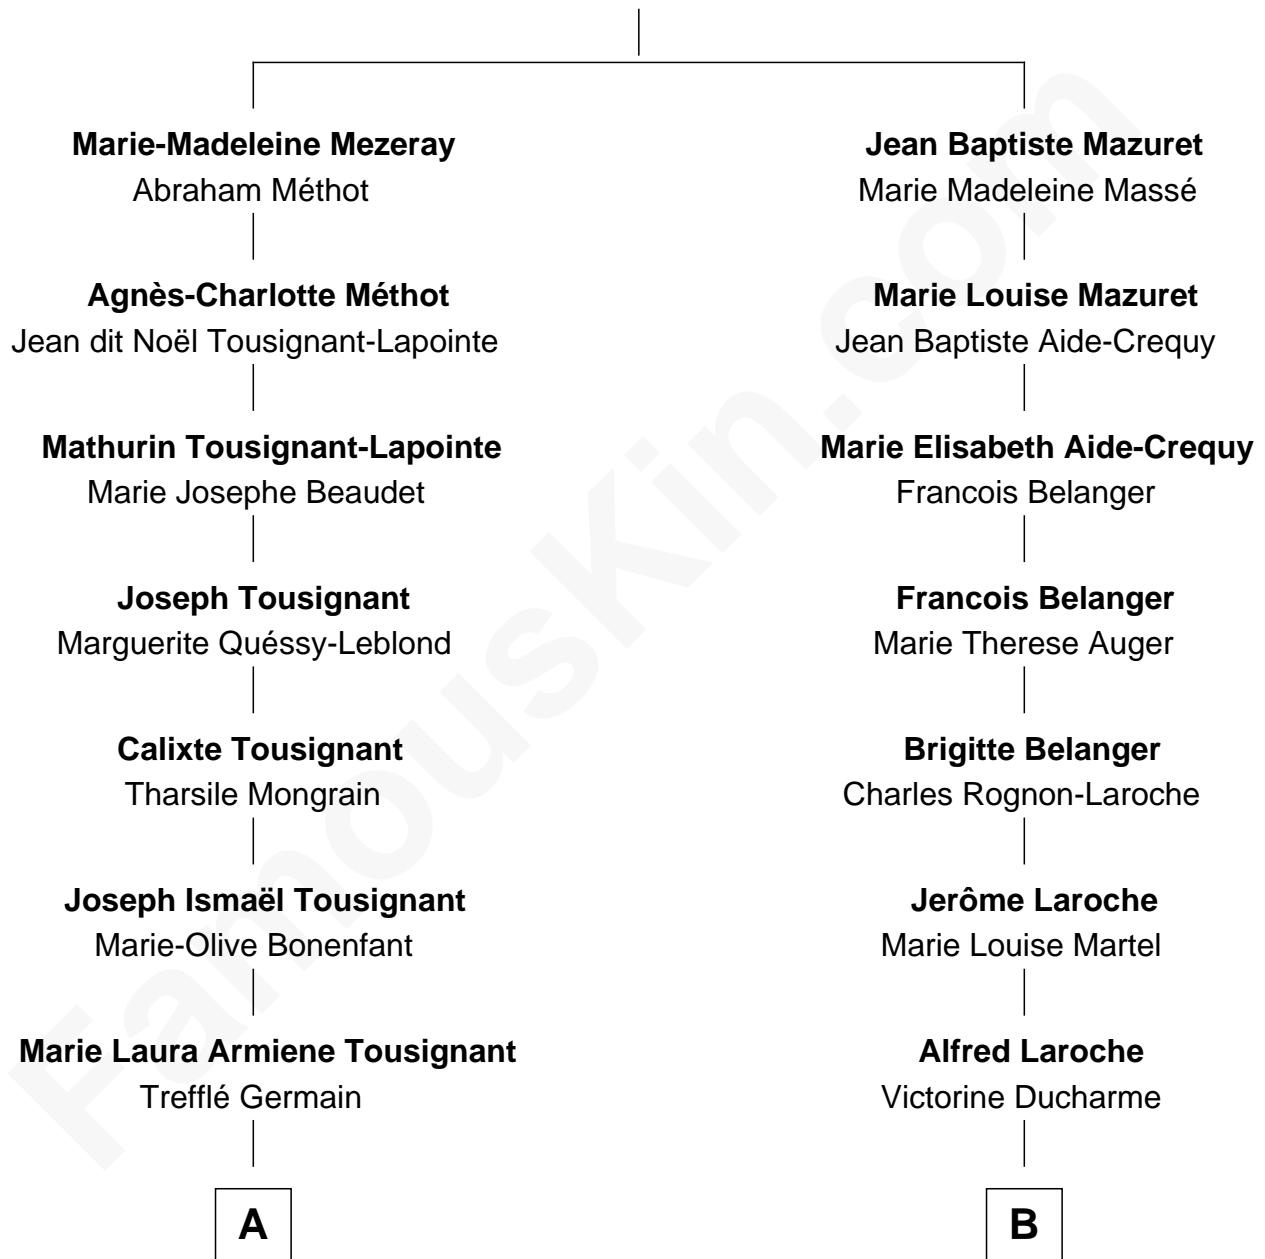 Marie-Madeleine Mezeray
Abraham Méthot
Agnès-Charlotte Méthot
Jean dit Noël Tousignant-Lapointe
Mathurin Tousignant-Lapointe
Marie Josephe Beaudet
Joseph Tousignant
Marguerite Quéssy-Leblond
Calixte Tousignant
Tharsile Mongrain
Joseph Ismaël Tousignant
Marie-Olive Bonenfant
Marie Laura Armiene Tousignant
Trefflé Germain
A
Jean Baptiste Mazuret
Marie Madeleine Massé
Marie Louise Mazuret
Jean Baptiste Aide-Crequy
Marie Elisabeth Aide-Crequy
Francois Belanger
Francois Belanger
Marie Therese Auger
Brigitte Belanger
Charles Rognon-Laroche
Jerôme Laroche
Marie Louise Martel
Alfred Laroche
Victorine Ducharme
B
FamousKin.com